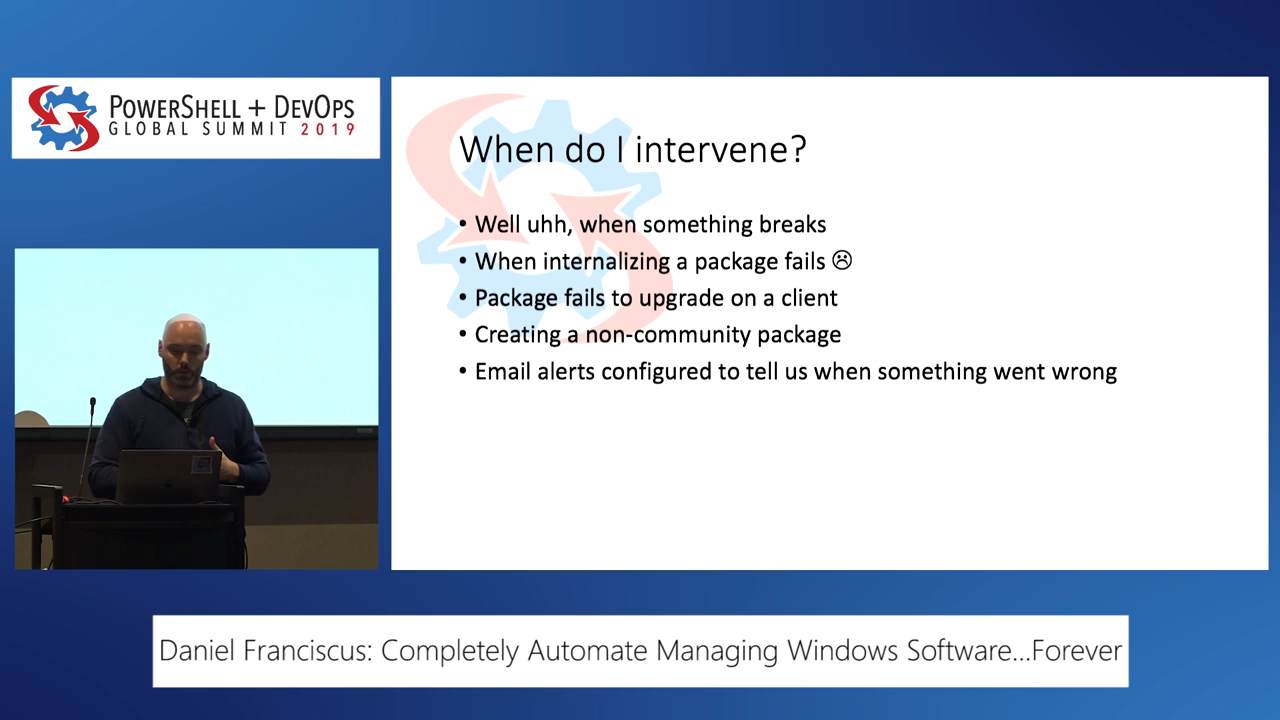 POWERSHELL + DEVOPS
GLOBAL SUMMIT 2019
When do I intervene?
• Well uhh, when something breaks
• When internalizing a package fails ☹
• Package fails to upgrade on a client
• Creating a non-community package
• Email alerts configured to tell us when something went wrong
Daniel Franciscus: Completely Automate Managing Windows Software...Forever